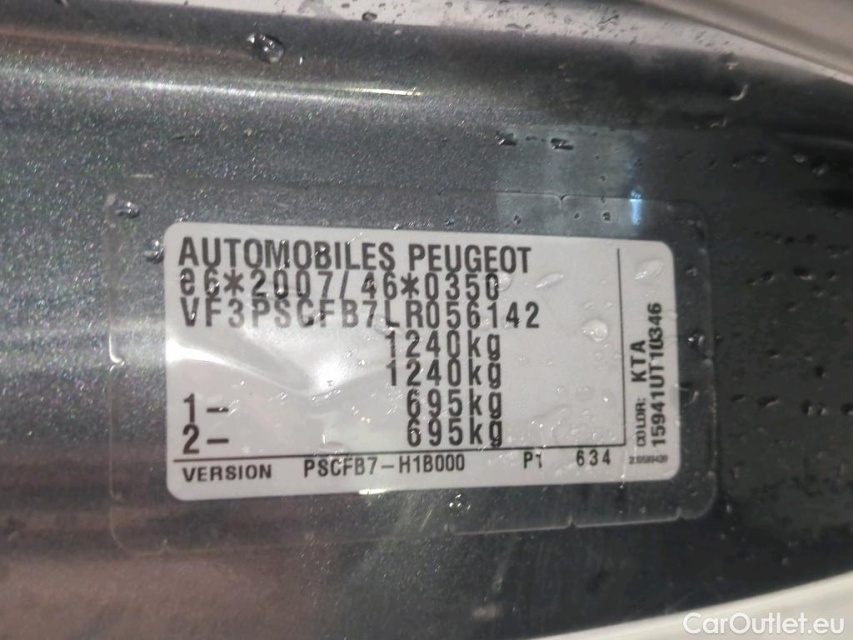 AUTOMOBILES PEUGEOT
e6*2007/46*0350
VF3PSCFB7LR056142
1240kg
1240kg
1- 695kg
2- 695kg
VERSION PSCFB7-H1B000 P1 634
COLOR: KTA
15941UT10346
CarOutlet.eu